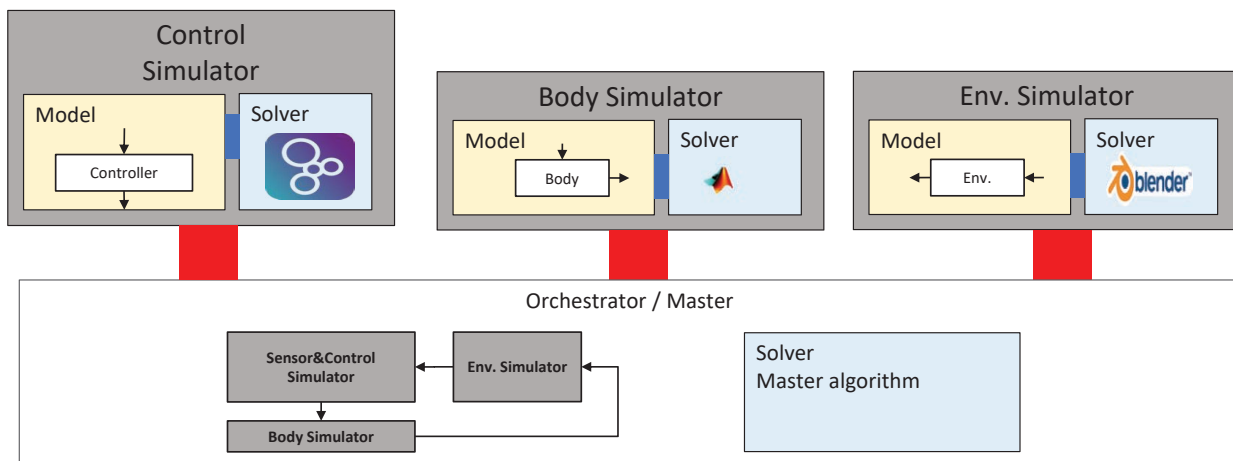 Control
Simulator
Model
Solver
Controller
Body Simulator
Model
Solver
Body
Env. Simulator
Model
Solver
Env.
blender
Orchestrator / Master
Sensor&Control
Simulator
Env. Simulator
Body Simulator
Solver
Master algorithm